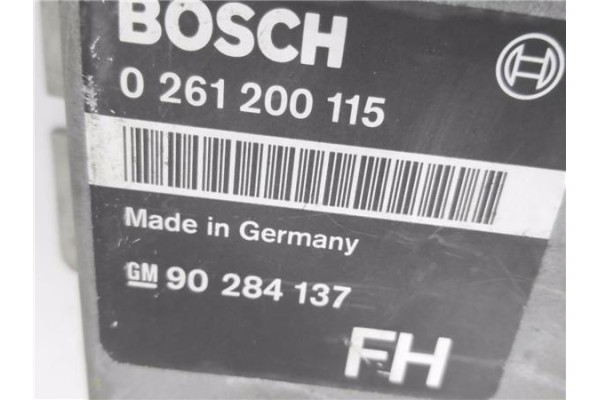 BOSCH
0 261 200 115
Made in Germany
GM 90 284 137
FH